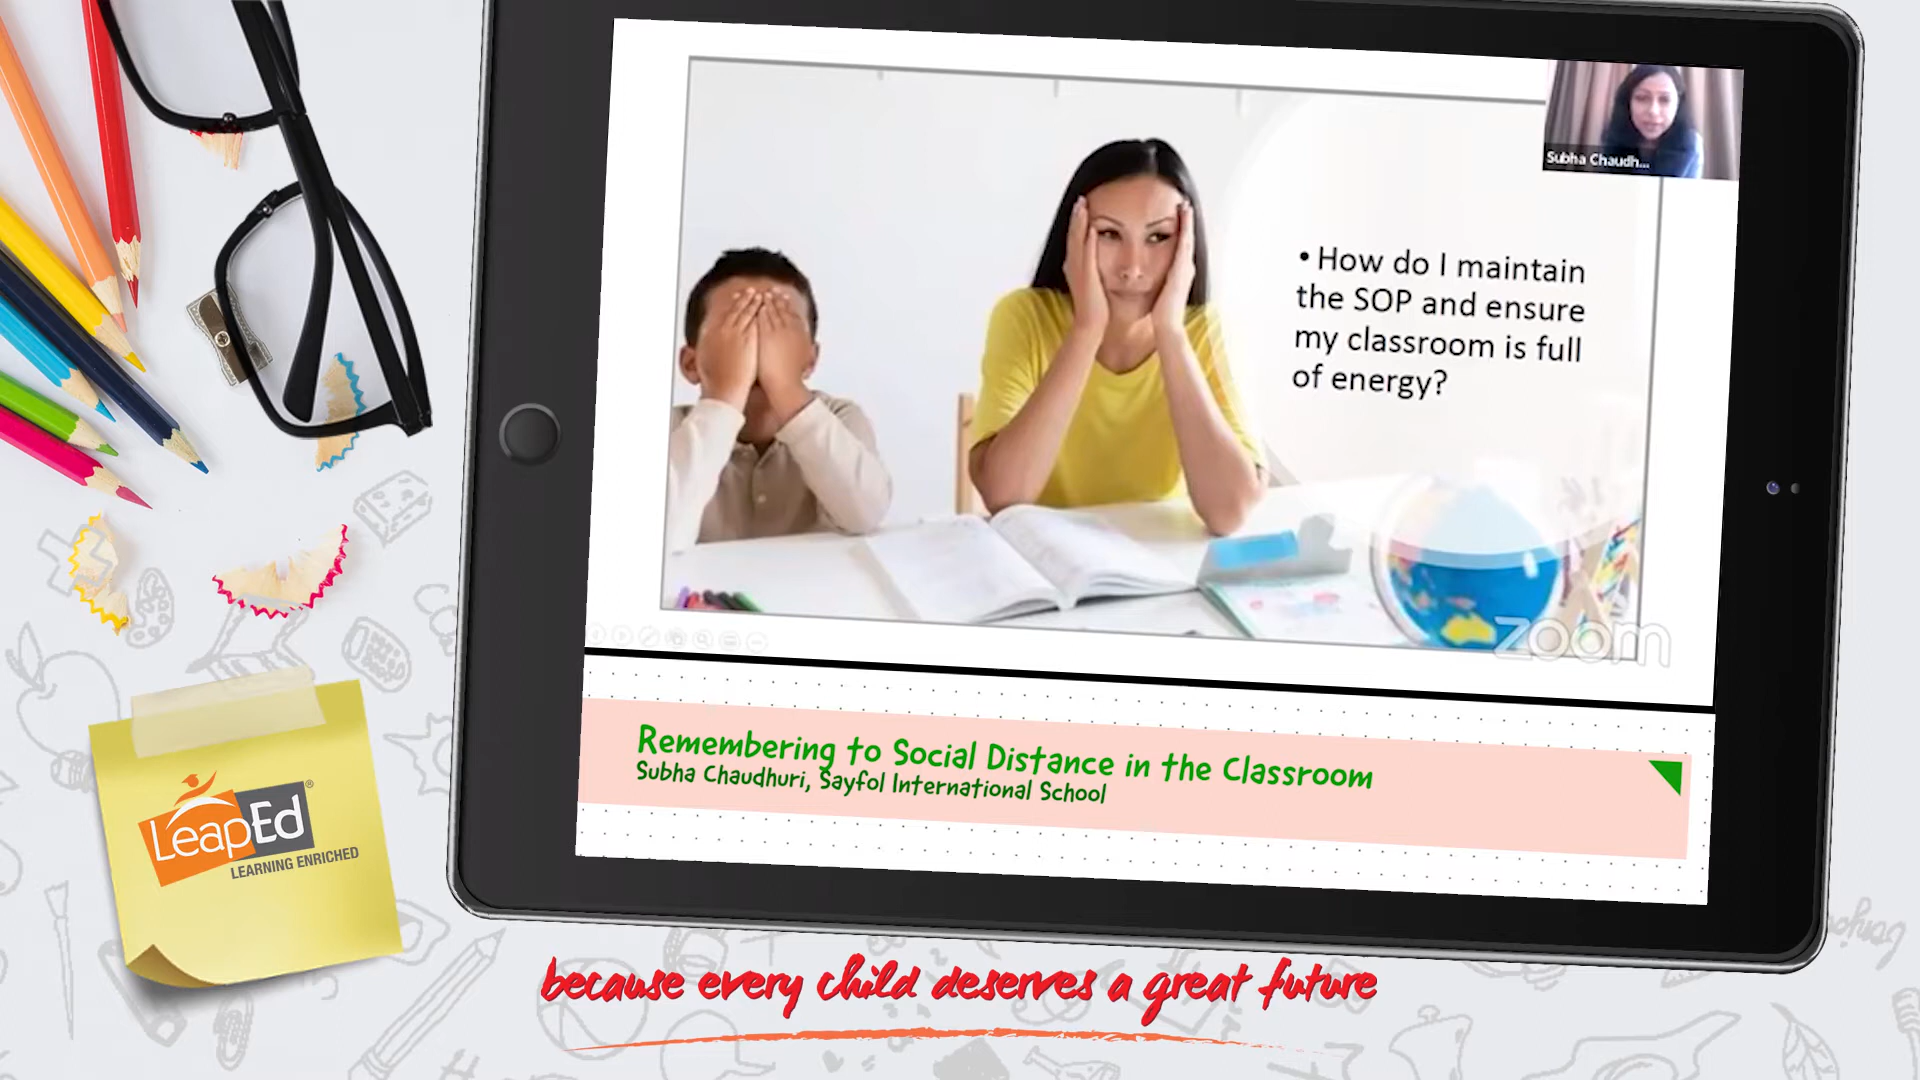 Subha Chaudh...
• How do I maintain
the SOP and ensure
my classroom is full
of energy?
zoom
Remembering to Social Distance in the Classroom
Subha Chaudhuri, Sayfol International School
LeapEd®
LEARNING ENRICHED
because every child deserves a great future